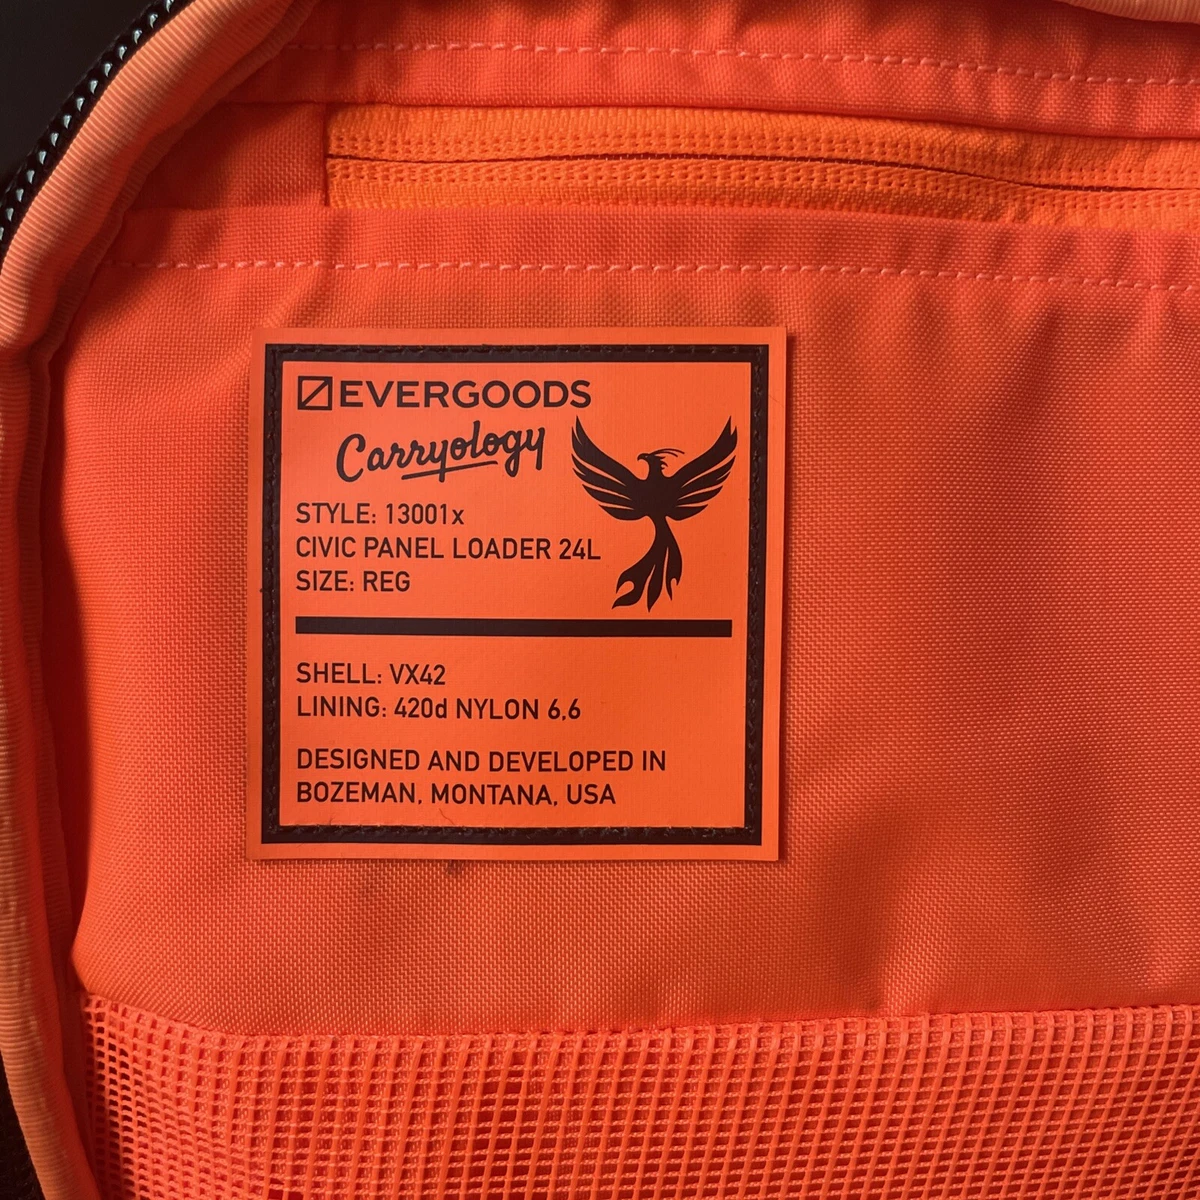 EVERGOODS
Carryology
STYLE: 13001x
CIVIC PANEL LOADER 24L
SIZE: REG
SHELL: VX42
LINING: 420d NYLON 6,6
DESIGNED AND DEVELOPED IN
BOZEMAN, MONTANA, USA